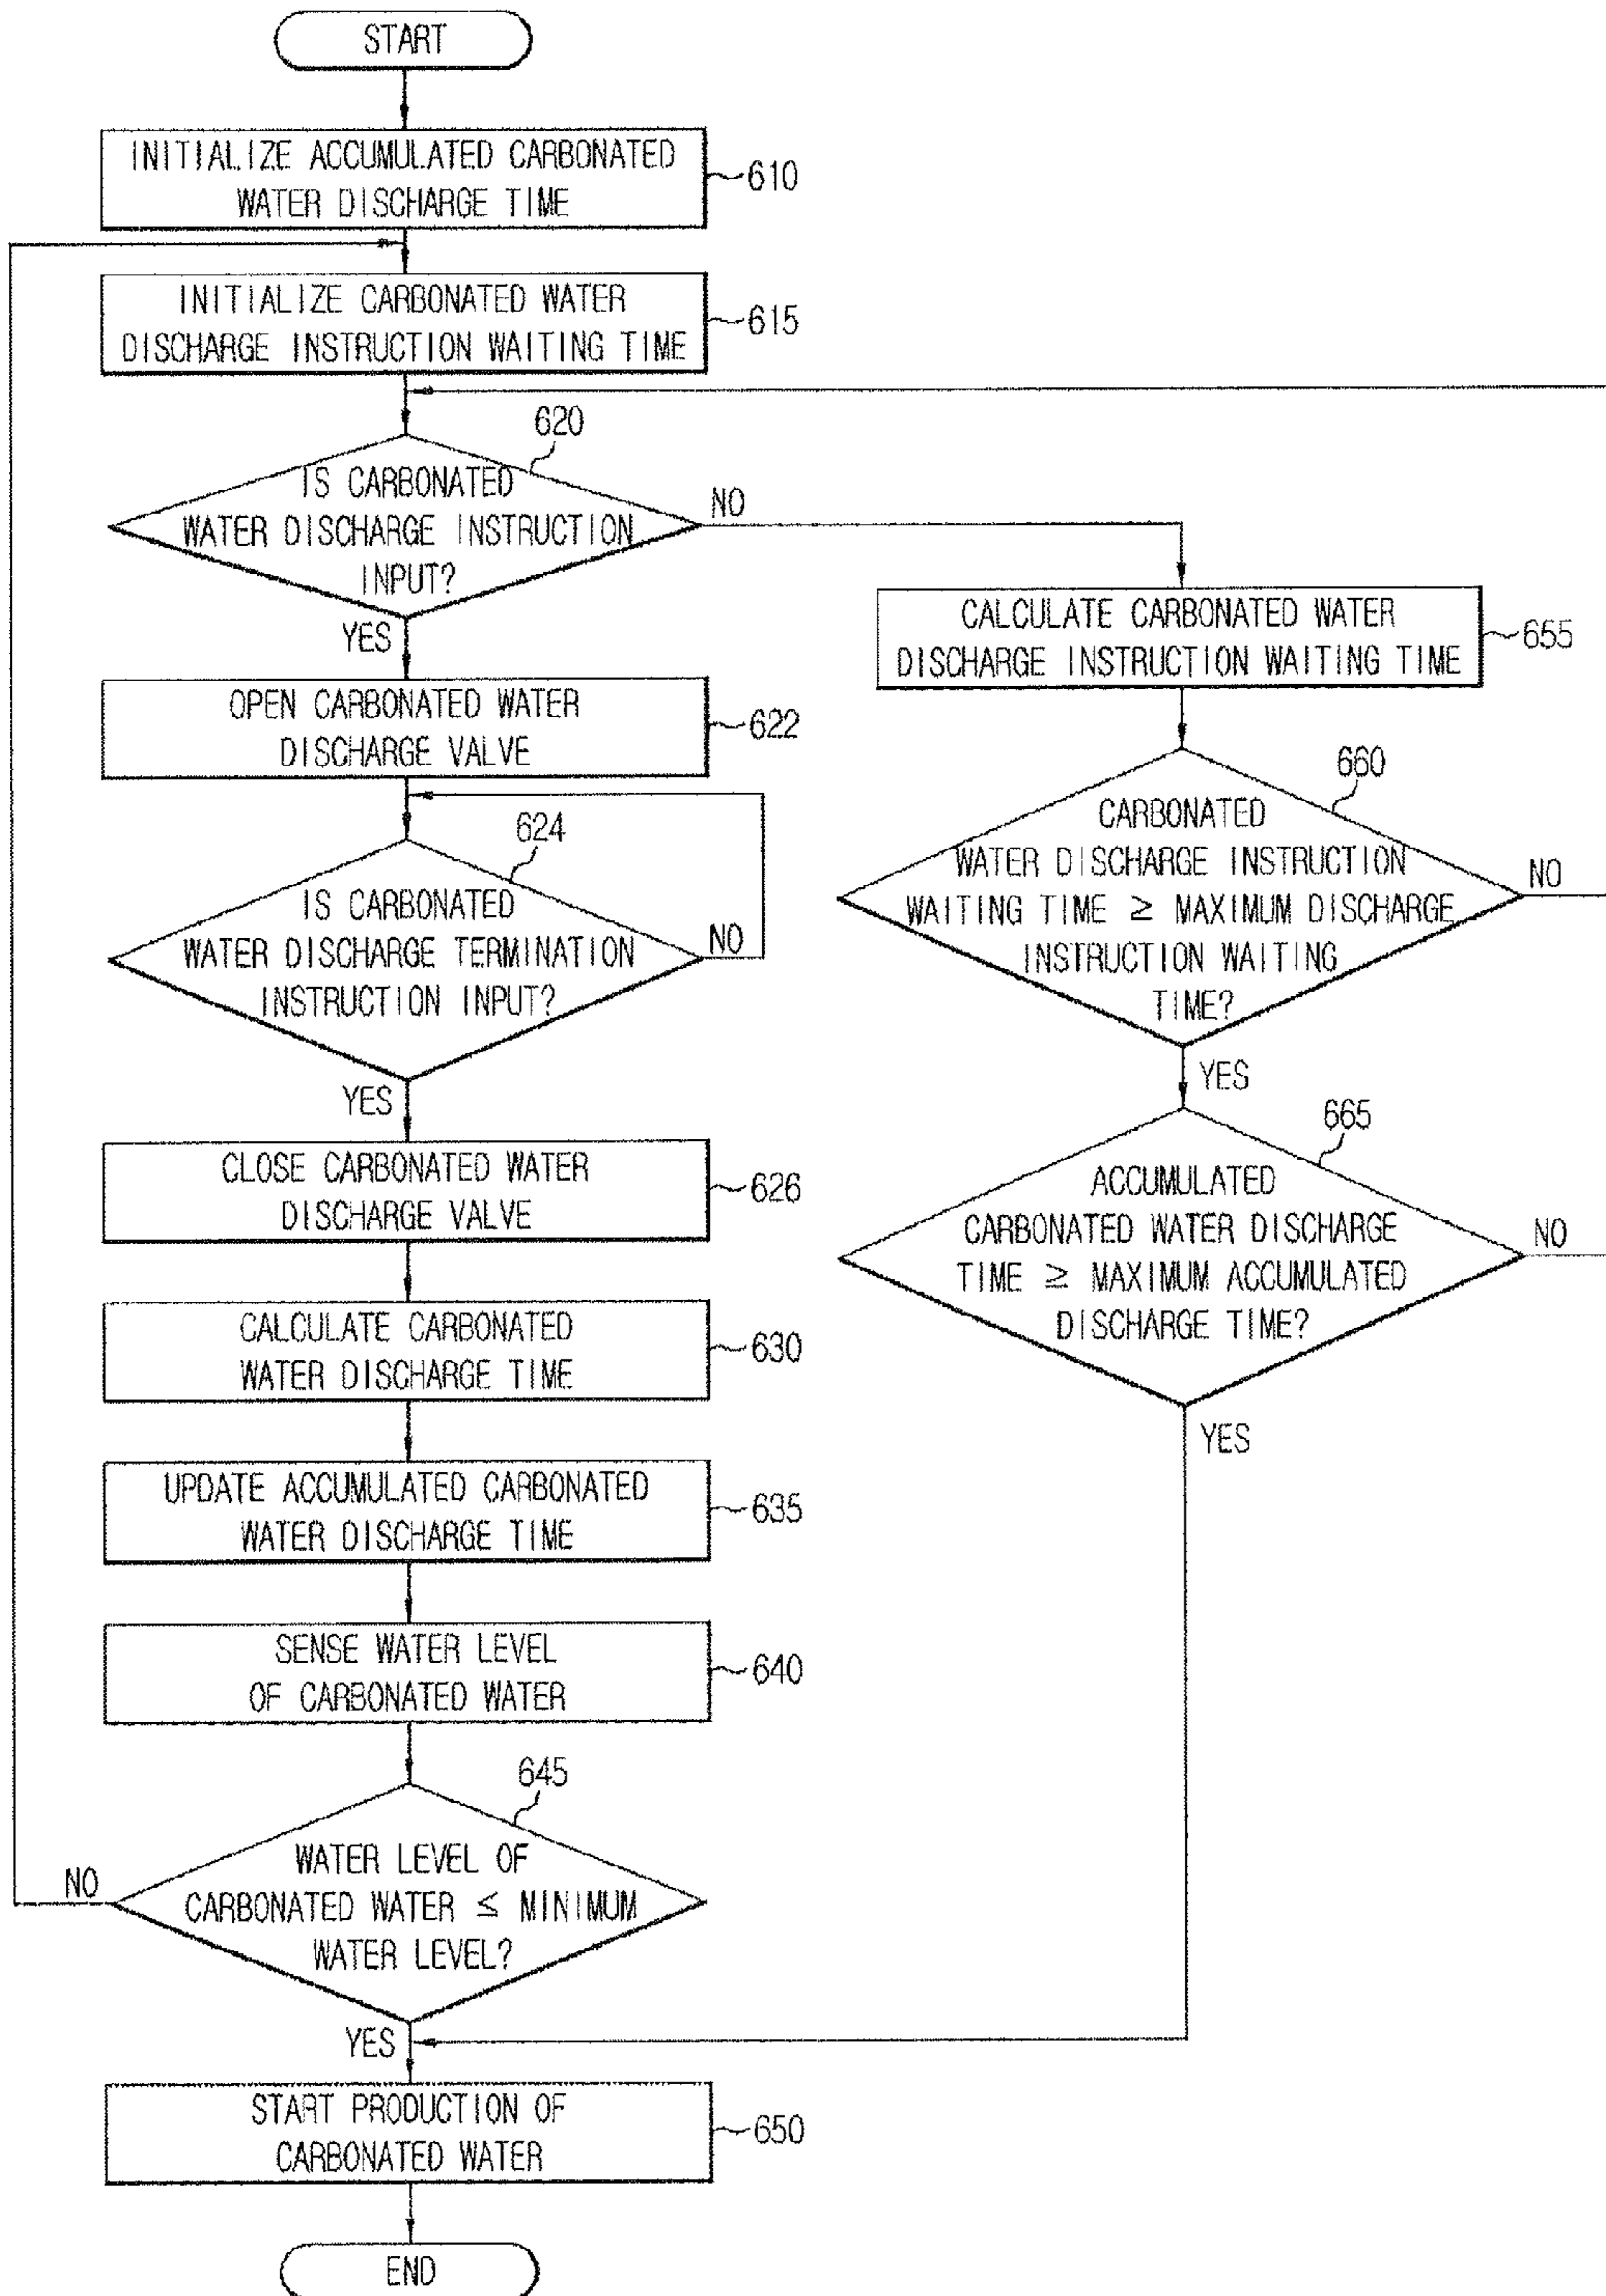 START
INITIALIZE ACCUMULATED CARBONATED
WATER DISCHARGE TIME
610
INITIALIZE CARBONATED WATER
DISCHARGE INSTRUCTION WAITING TIME
615
620
IS CARBONATED
WATER DISCHARGE INSTRUCTION
INPUT?
NO
YES
OPEN CARBONATED WATER
DISCHARGE VALVE
622
624
IS CARBONATED
WATER DISCHARGE TERMINATION
INSTRUCTION INPUT?
NO
YES
CLOSE CARBONATED WATER
DISCHARGE VALVE
626
CALCULATE CARBONATED
WATER DISCHARGE TIME
630
UPDATE ACCUMULATED CARBONATED
WATER DISCHARGE TIME
635
SENSE WATER LEVEL
OF CARBONATED WATER
640
645
WATER LEVEL OF
CARBONATED WATER ≤ MINIMUM
WATER LEVEL?
NO
YES
START PRODUCTION OF
CARBONATED WATER
650
END
CALCULATE CARBONATED WATER
DISCHARGE INSTRUCTION WAITING TIME
655
660
CARBONATED
WATER DISCHARGE INSTRUCTION
WAITING TIME ≥ MAXIMUM DISCHARGE
INSTRUCTION WAITING
TIME?
NO
YES
665
ACCUMULATED
CARBONATED WATER DISCHARGE
TIME ≥ MAXIMUM ACCUMULATED
DISCHARGE TIME?
NO
YES